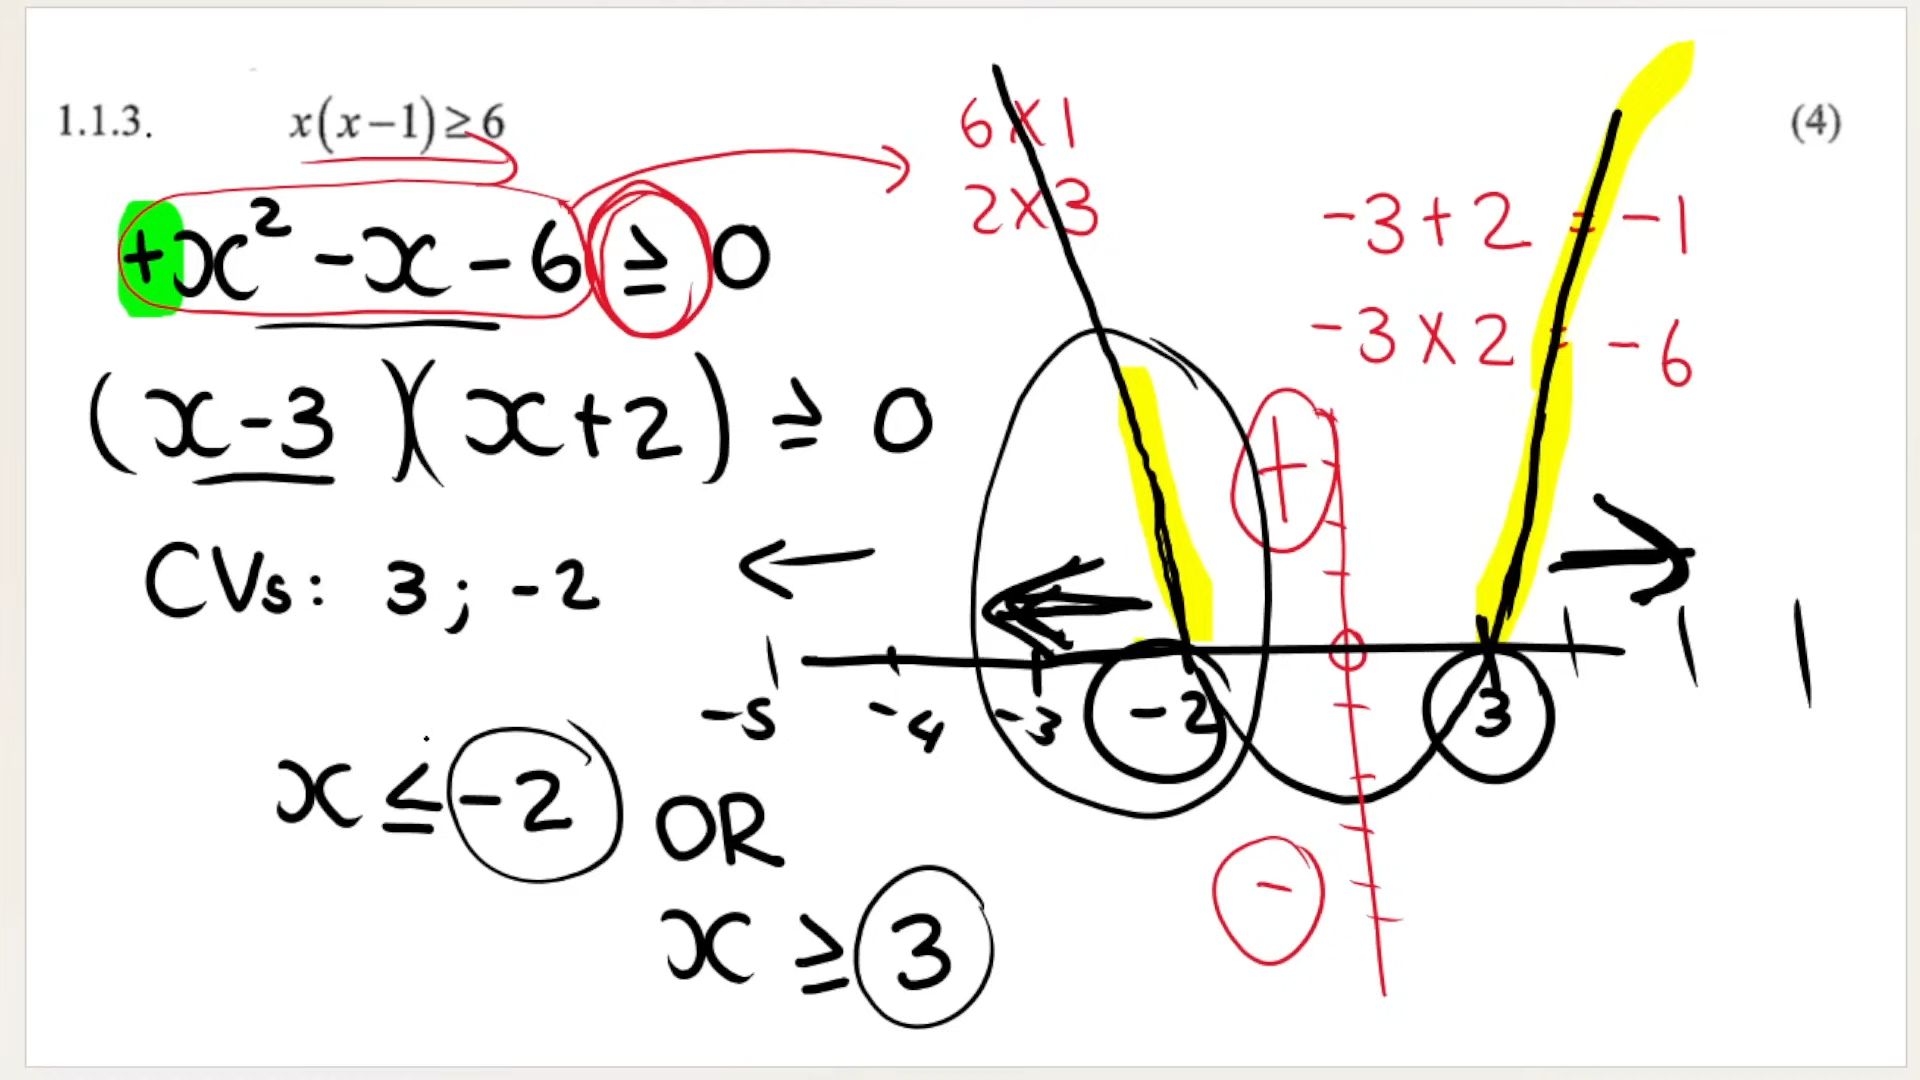 1.1.3. x(x-1)≥6 (4)
+x² -x -6 ≥ 0
(x-3)(x+2) ≥ 0
CVs: 3; -2
x ≤ -2 OR
x ≥ 3
6×1
2×3
-3+2 = -1
-3×2 = -6
+
-5 -4 -3 -2 3
-